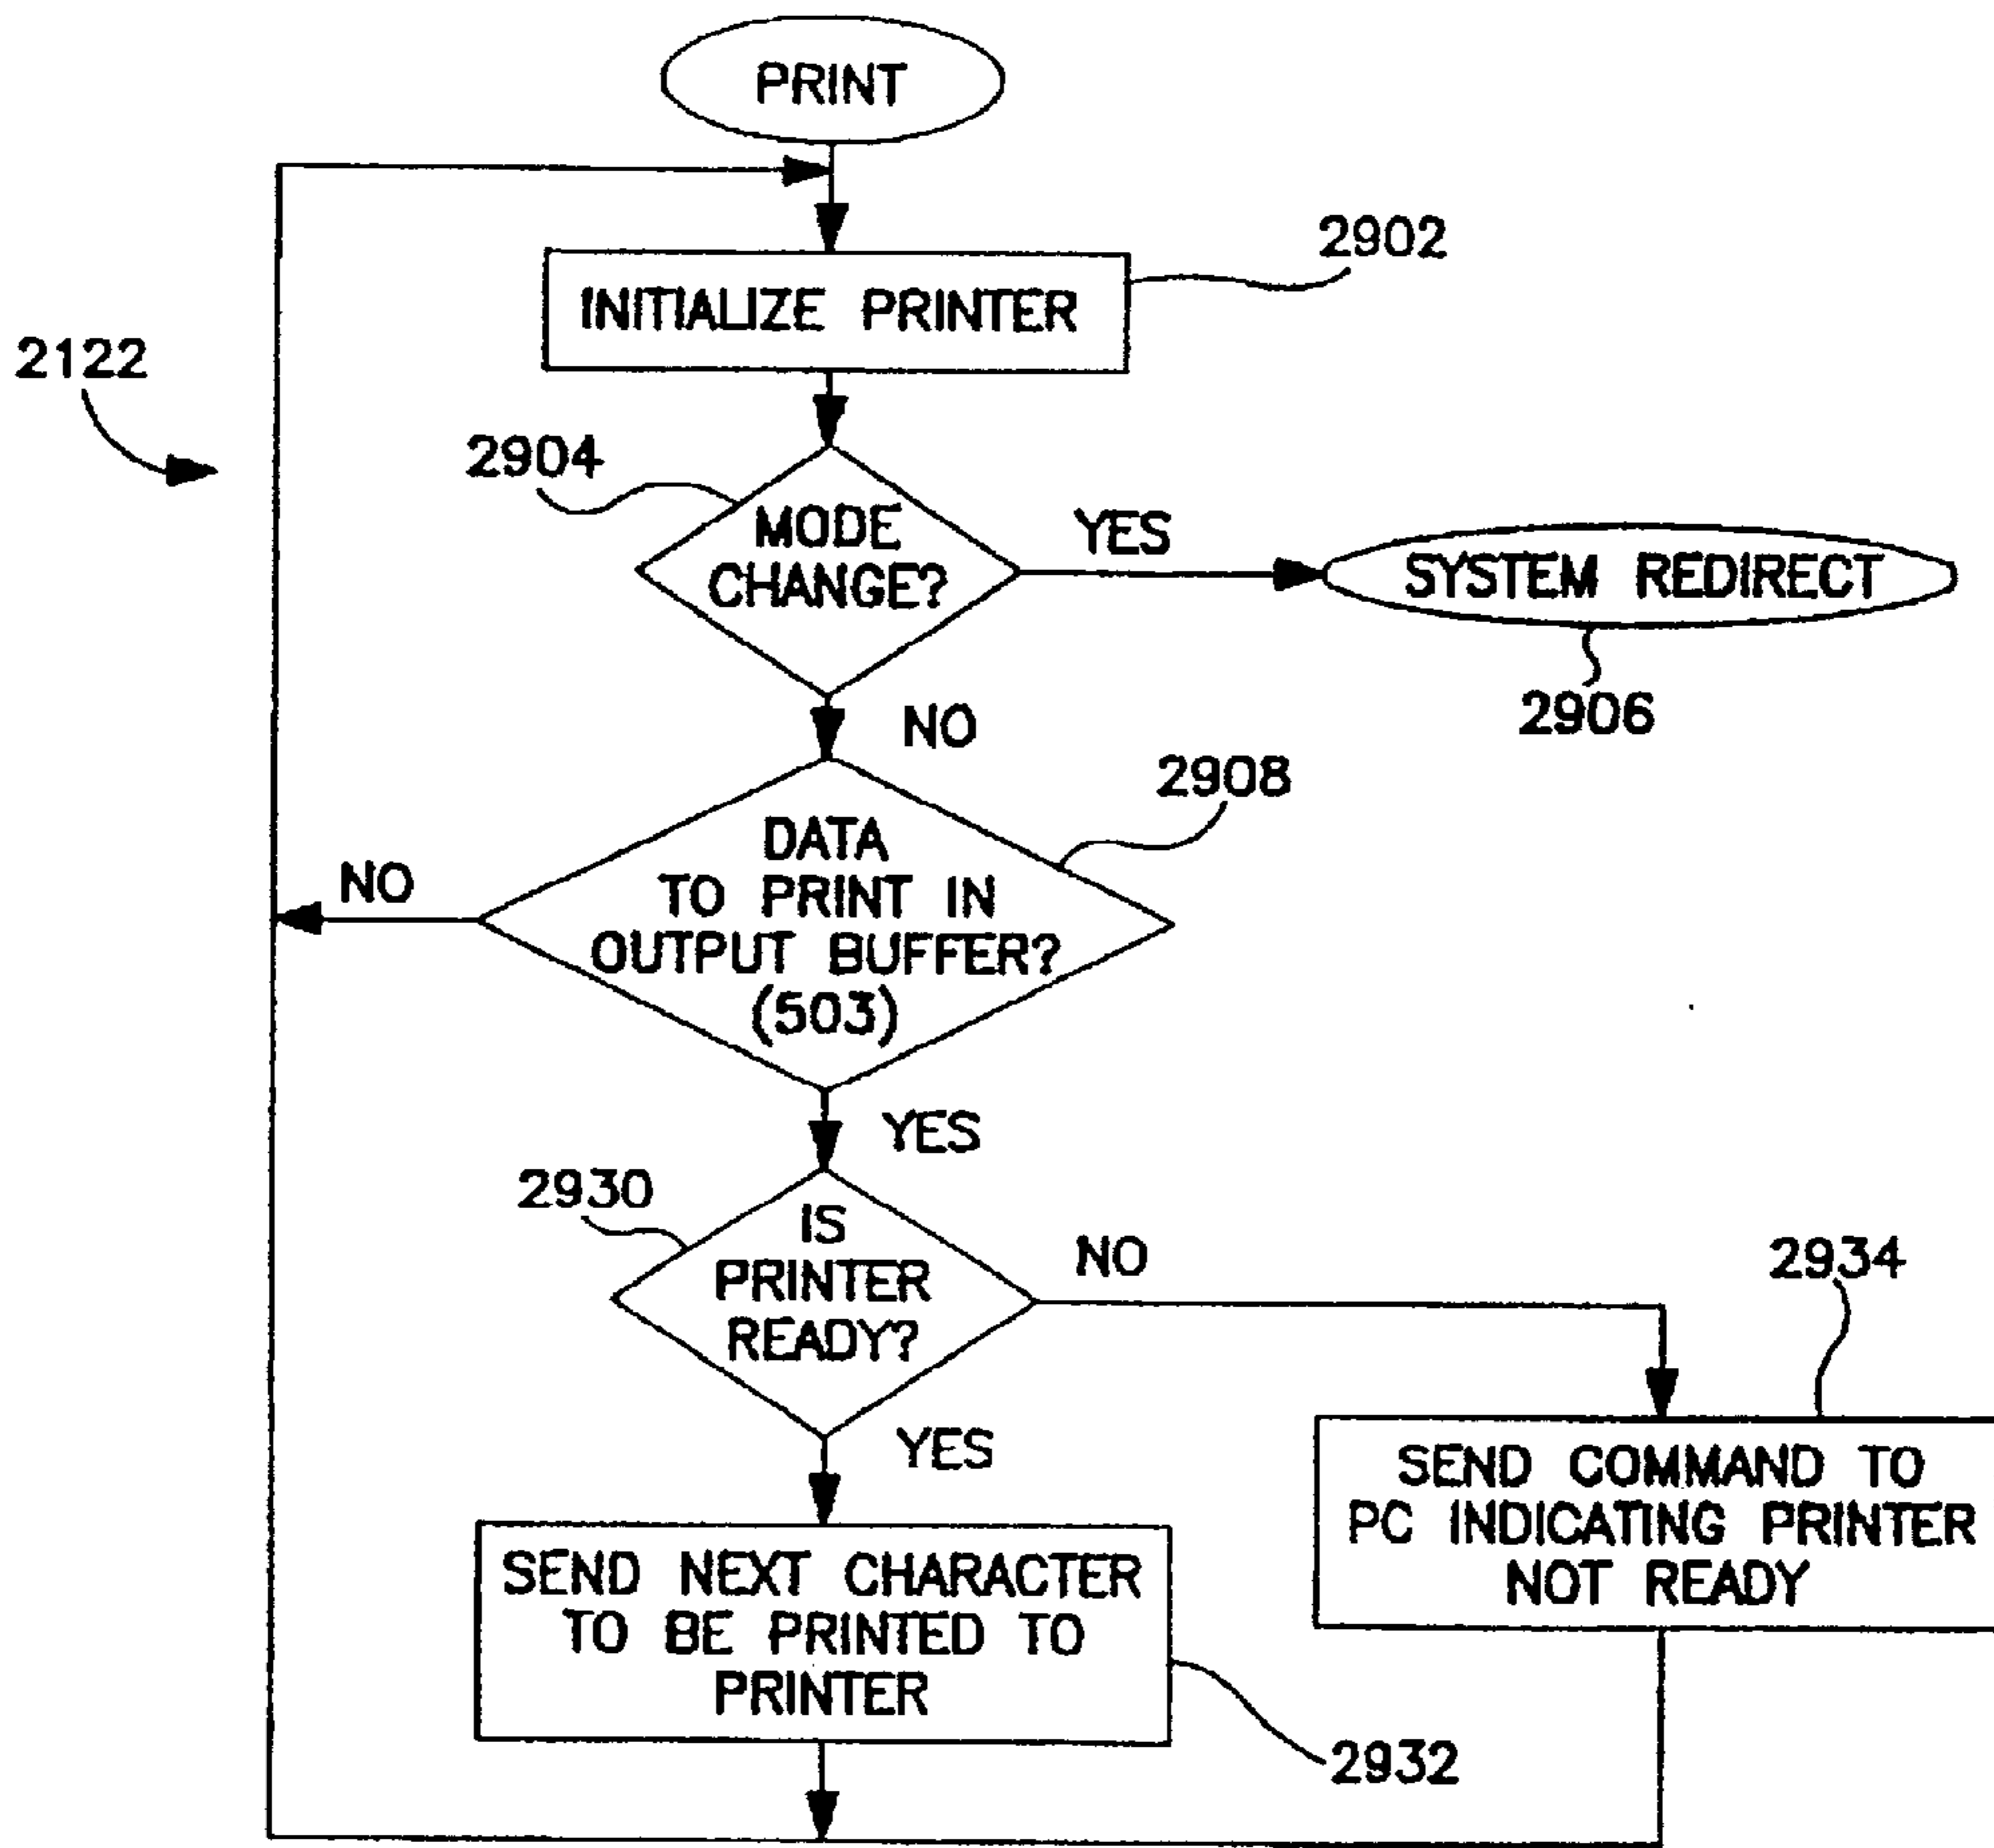 PRINT
2902
INITIALIZE PRINTER
2122
2904
MODE
CHANGE?
YES
SYSTEM REDIRECT
2906
NO
2908
DATA
TO PRINT IN
OUTPUT BUFFER?
(503)
NO
YES
2930
IS
PRINTER
READY?
NO
2934
YES
SEND COMMAND TO
PC INDICATING PRINTER
NOT READY
SEND NEXT CHARACTER
TO BE PRINTED TO
PRINTER
2932